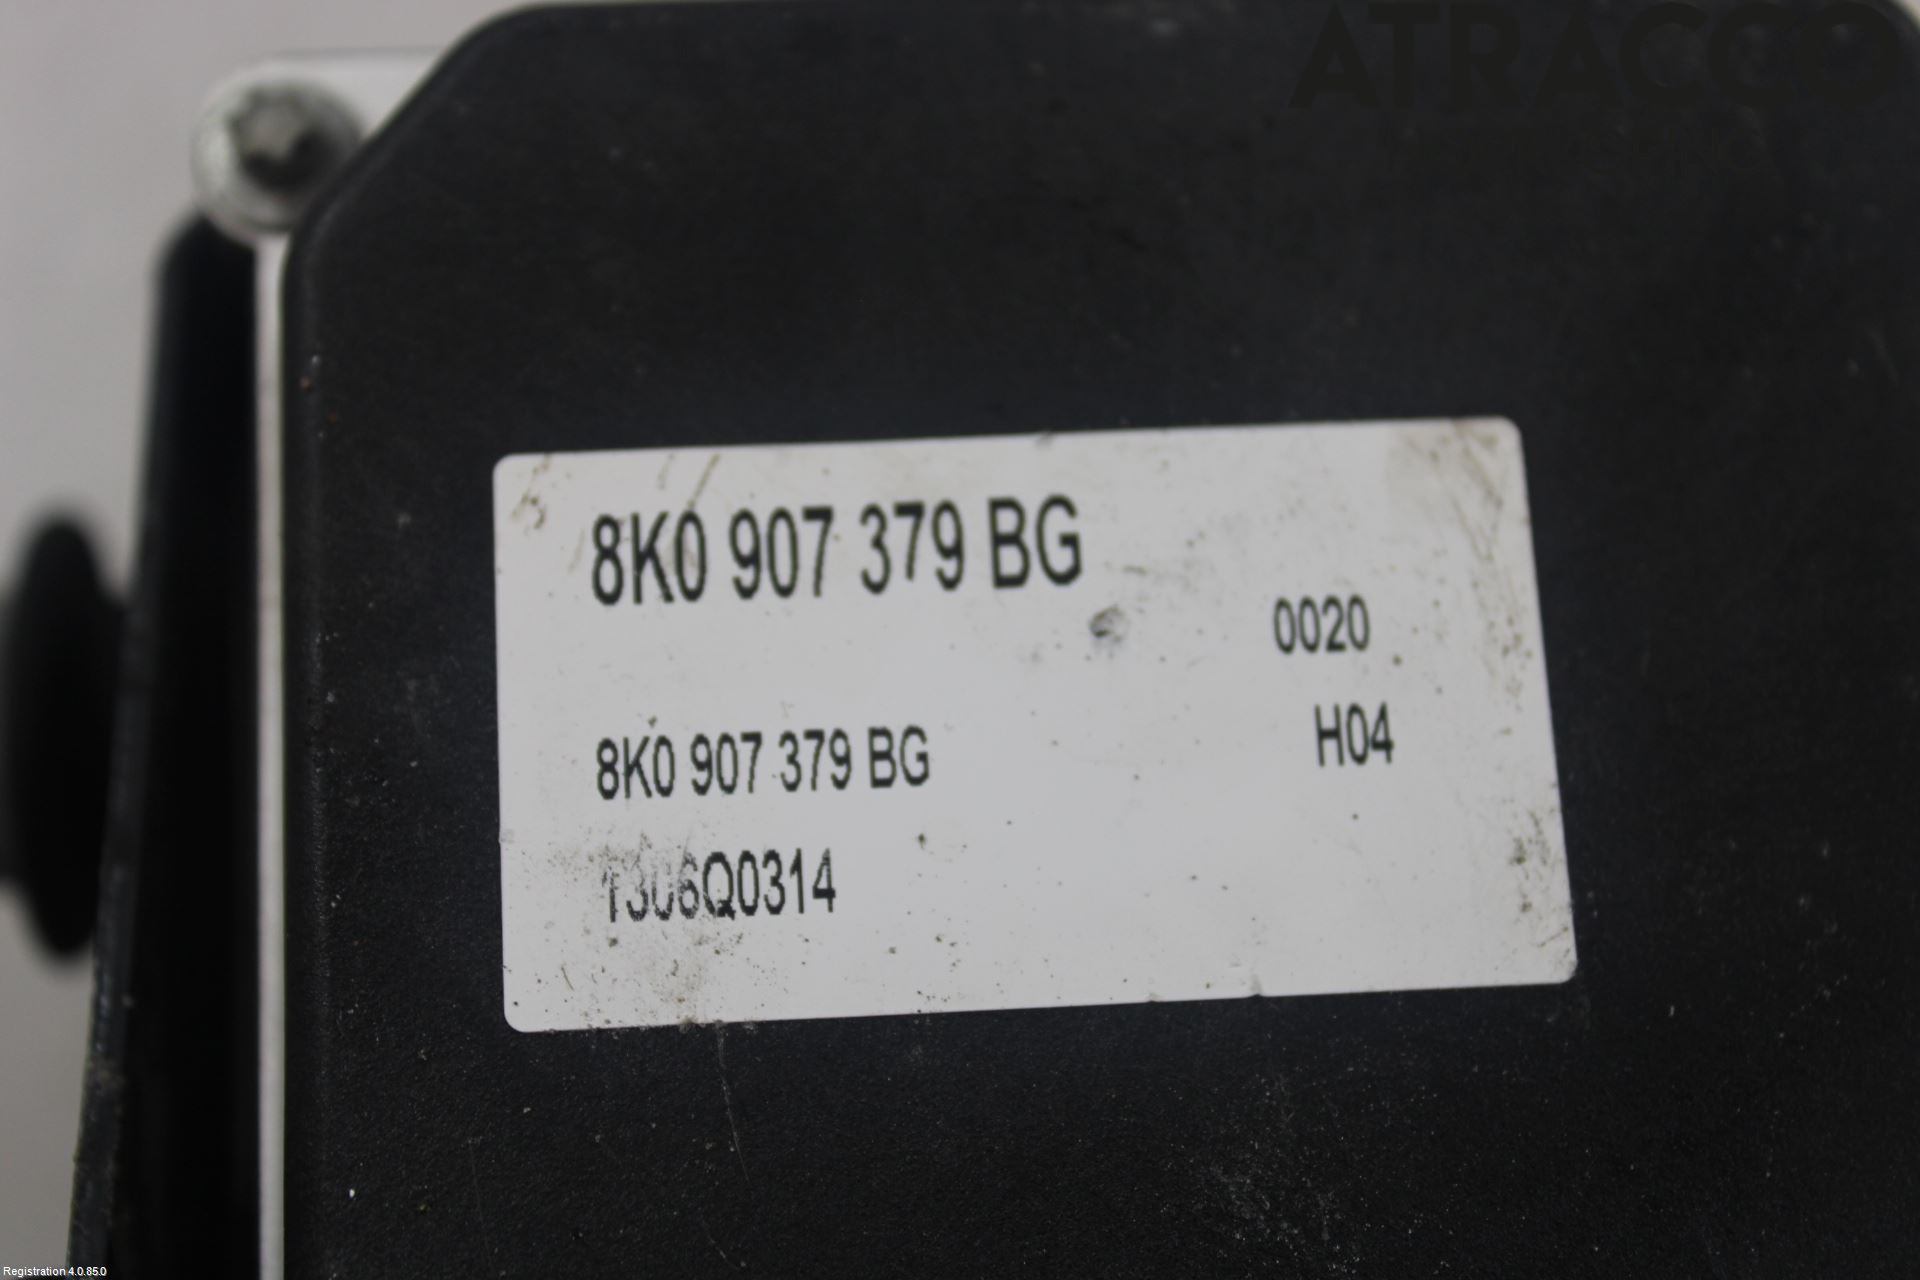 ATRACCO
8K0 907 379 BG
0020
8K0 907 379 BG
H04
1306Q0314
Registration 4.0.85.0